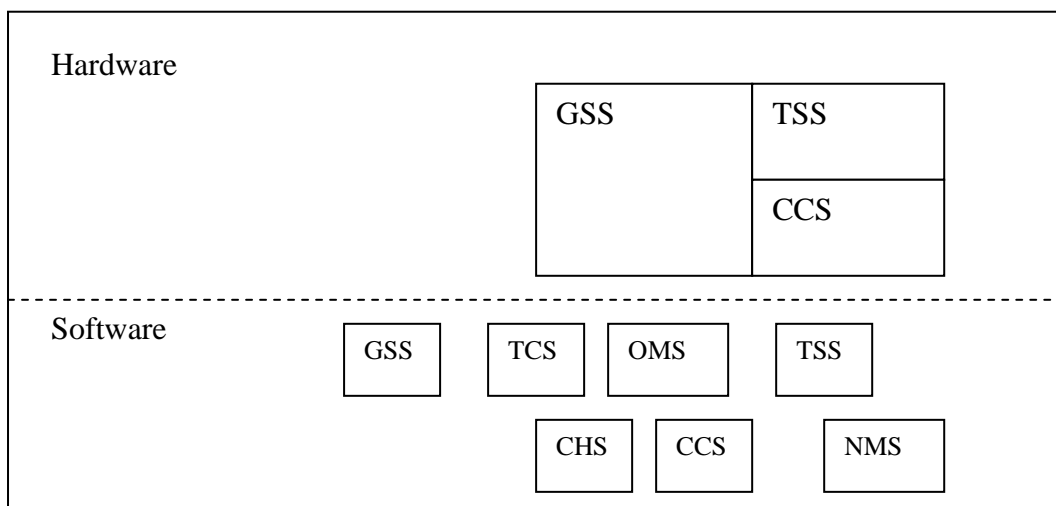 Hardware
GSS TSS
CCS
Software
GSS TCS OMS TSS
CHS CCS NMS